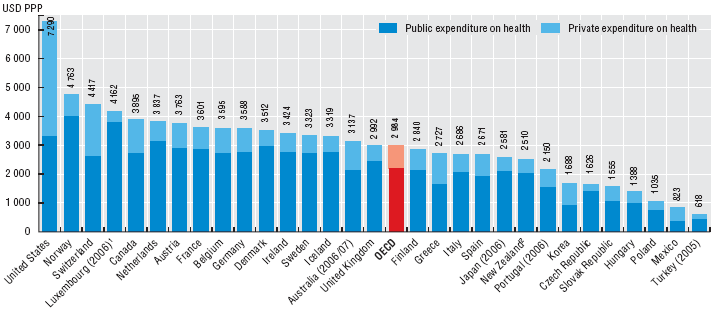 USD PPP
Public expenditure on health
Private expenditure on health
7 000
6 000
5 000
4 000
3 000
2 000
1 000
0
7 290
4 763
4 417
4 162
3 895
3 837
3 763
3 601
3 595
3 588
3 512
3 424
3 323
3 319
3 137
2 992
2 984
2 840
2 727
2 686
2 671
2 581
2 510
2 150
1 688
1 626
1 555
1 388
1 035
823
618
United States
Norway
Switzerland
Luxembourg (2006)¹
Canada
Netherlands
Austria
France
Belgium
Germany
Denmark
Ireland
Sweden
Iceland
Australia (2006/07)
United Kingdom
OECD
Finland
Greece
Italy
Spain
Japan (2006)
New Zealand²
Portugal (2006)
Korea
Czech Republic
Slovak Republic
Hungary
Poland
Mexico
Turkey (2005)